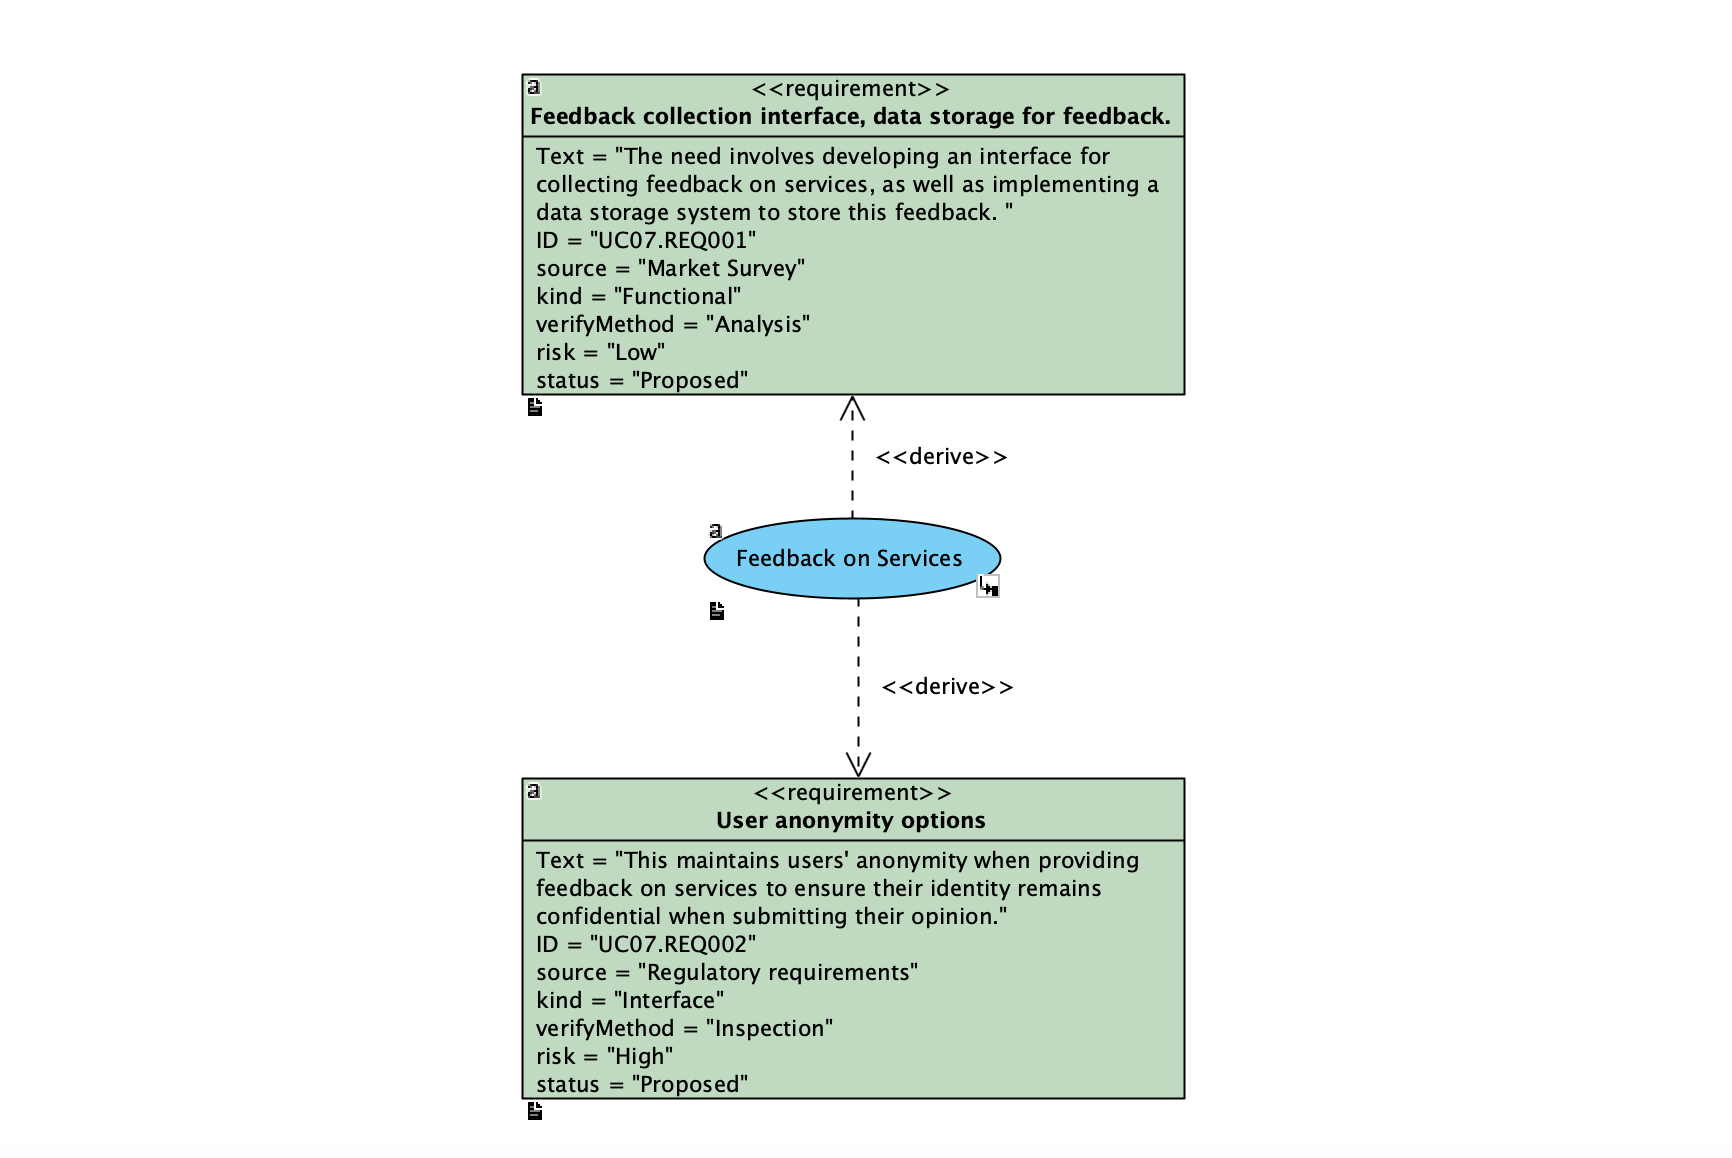 a
<<requirement>>
Feedback collection interface, data storage for feedback.
Text = "The need involves developing an interface for
collecting feedback on services, as well as implementing a
data storage system to store this feedback. "
ID = "UC07.REQ001"
source = "Market Survey"
kind = "Functional"
verifyMethod = "Analysis"
risk = "Low"
status = "Proposed"
<<derive>>
a
Feedback on Services
<<derive>>
a
<<requirement>>
User anonymity options
Text = "This maintains users' anonymity when providing
feedback on services to ensure their identity remains
confidential when submitting their opinion."
ID = "UC07.REQ002"
source = "Regulatory requirements"
kind = "Interface"
verifyMethod = "Inspection"
risk = "High"
status = "Proposed"